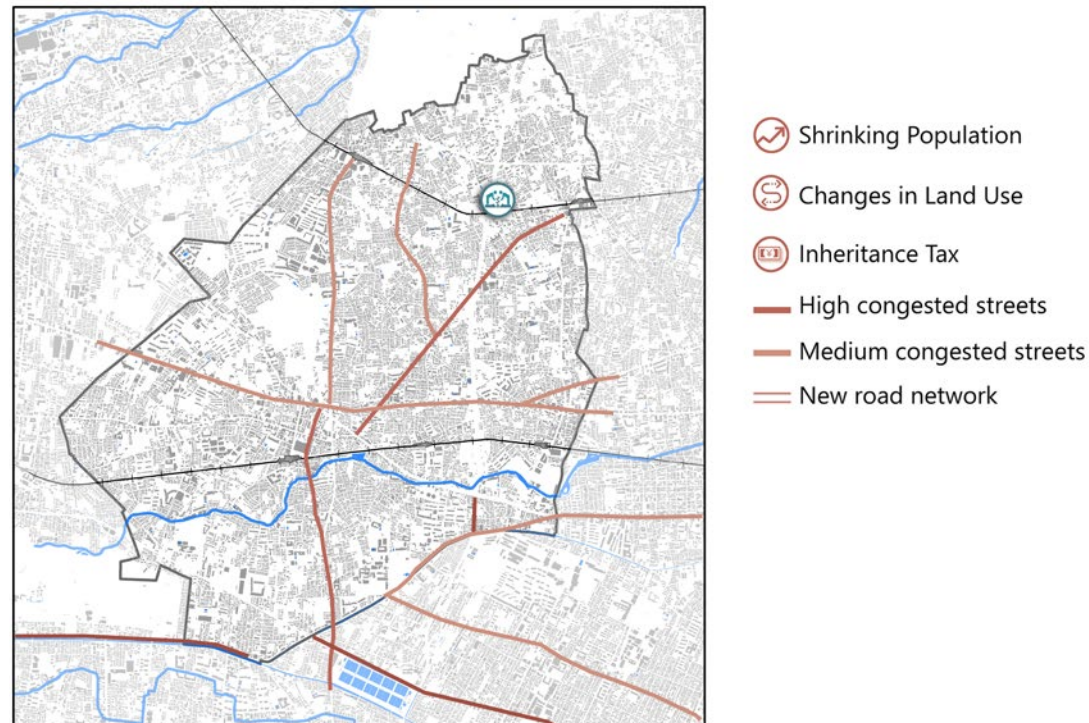 Shrinking Population
Changes in Land Use
Inheritance Tax
High congested streets
Medium congested streets
New road network